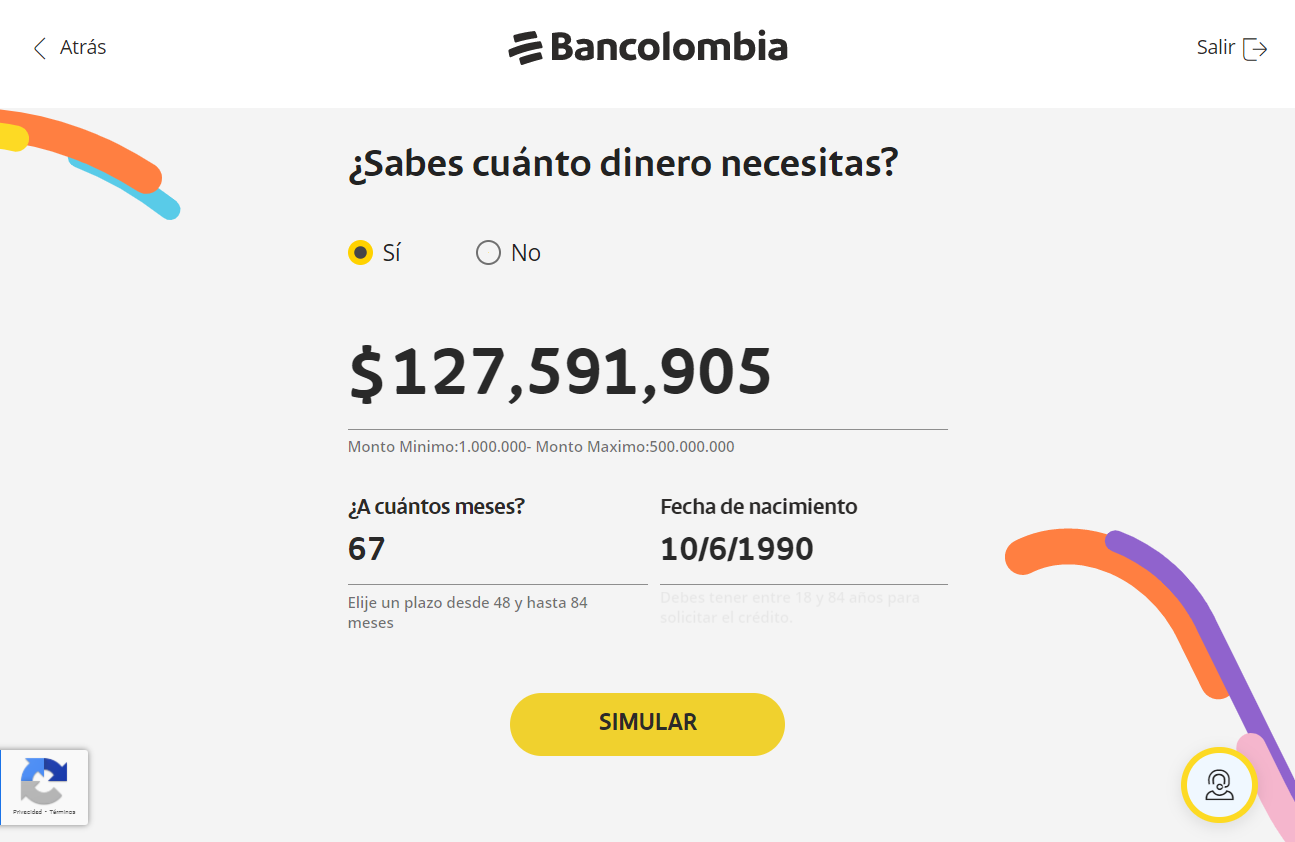 Atrás
Bancolombia
Salir
¿Sabes cuánto dinero necesitas?
Sí
No
$127,591,905
Monto Minimo:1.000.000- Monto Maximo:500.000.000
¿A cuántos meses?
Fecha de nacimiento
67
10/6/1990
Elije un plazo desde 48 y hasta 84
meses
Debes tener entre 18 y 84 años para
solicitar el crédito.
SIMULAR
Privacidad - Términos